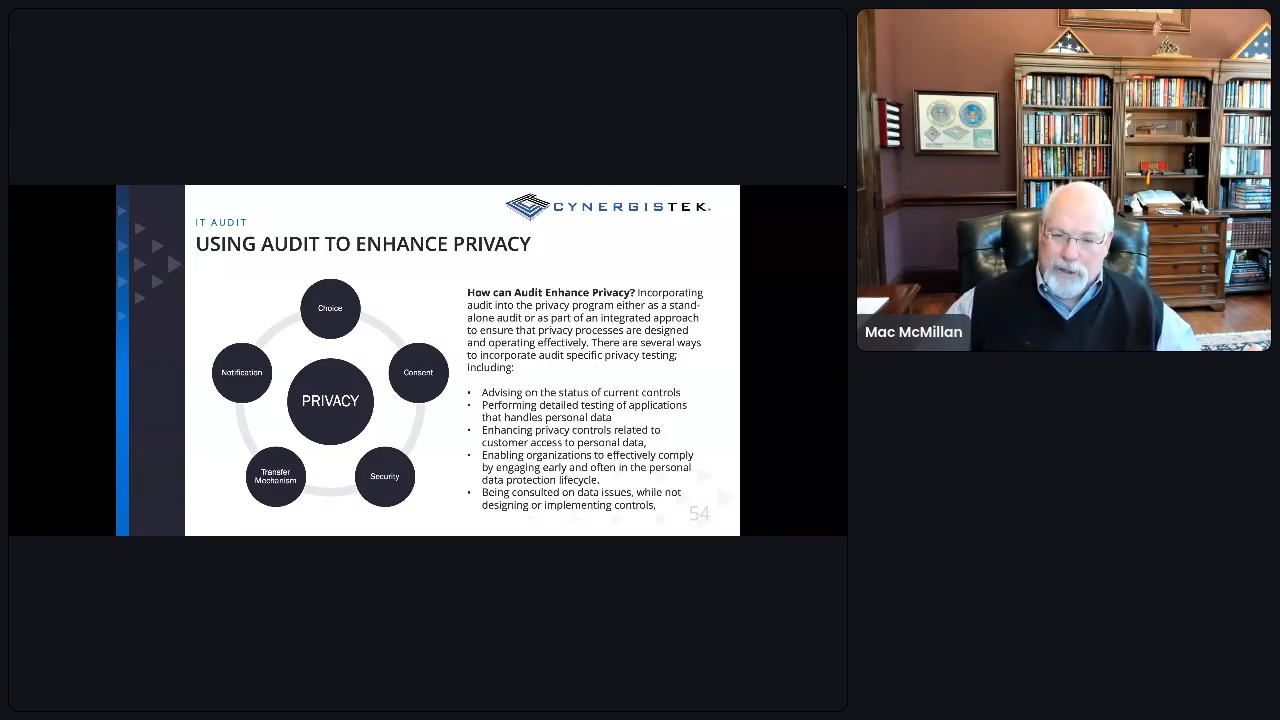 CYNERGISTEK.
IT AUDIT
USING AUDIT TO ENHANCE PRIVACY
Choice
Notification
Consent
PRIVACY
Transfer
Mechanism
Security
How can Audit Enhance Privacy? Incorporating
audit into the privacy program either as a stand-
alone audit or as part of an integrated approach
to ensure that privacy processes are designed
and operating effectively. There are several ways
to incorporate audit specific privacy testing;
including:
• Advising on the status of current controls
• Performing detailed testing of applications
that handles personal data
• Enhancing privacy controls related to
customer access to personal data,
• Enabling organizations to effectively comply
by engaging early and often in the personal
data protection lifecycle.
• Being consulted on data issues, while not
designing or implementing controls,
54
Mac McMillan